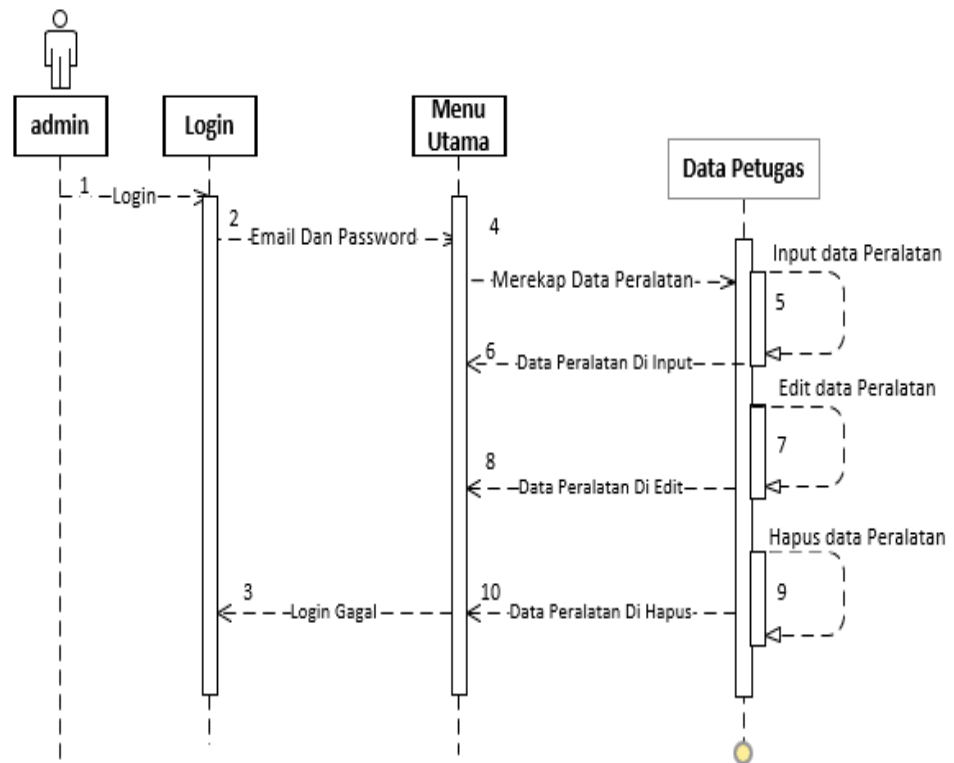 admin
Login
Menu
Utama
Data Petugas
1
Login
2
Email Dan Password
4
Merekap Data Peralatan
Input data Peralatan
5
6
Data Peralatan Di Input
Edit data Peralatan
7
8
Data Peralatan Di Edit
Hapus data Peralatan
9
3
Login Gagal
10
Data Peralatan Di Hapus